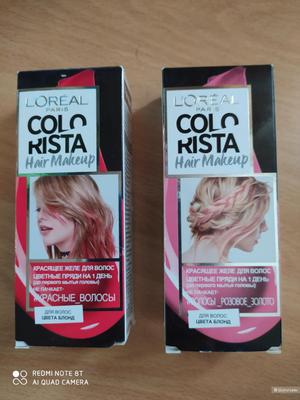 L'ORÉAL
PARIS
COLO
RISTA
Hair Makeup
КРАСЯЩЕЕ ЖЕЛЕ ДЛЯ ВОЛОС
ЦВЕТНЫЕ ПРЯДИ НА 1 ДЕНЬ
(до первого мытья головы)
НЕ ПАЧКАЕТ*
#КРАСНЫЕ_ВОЛОСЫ
ДЛЯ ВОЛОС
ЦВЕТА БЛОНД
L'ORÉAL
PARIS
COLO
RISTA
Hair Makeup
КРАСЯЩЕЕ ЖЕЛЕ ДЛЯ ВОЛОС
ЦВЕТНЫЕ ПРЯДИ НА 1 ДЕНЬ
(до первого мытья головы)
НЕ ПАЧКАЕТ*
#ВОЛОСЫ_РОЗОВОЕ_ЗОЛОТО
ДЛЯ ВОЛОС
ЦВЕТА БЛОНД
REDMI NOTE 8T
AI QUAD CAMERA